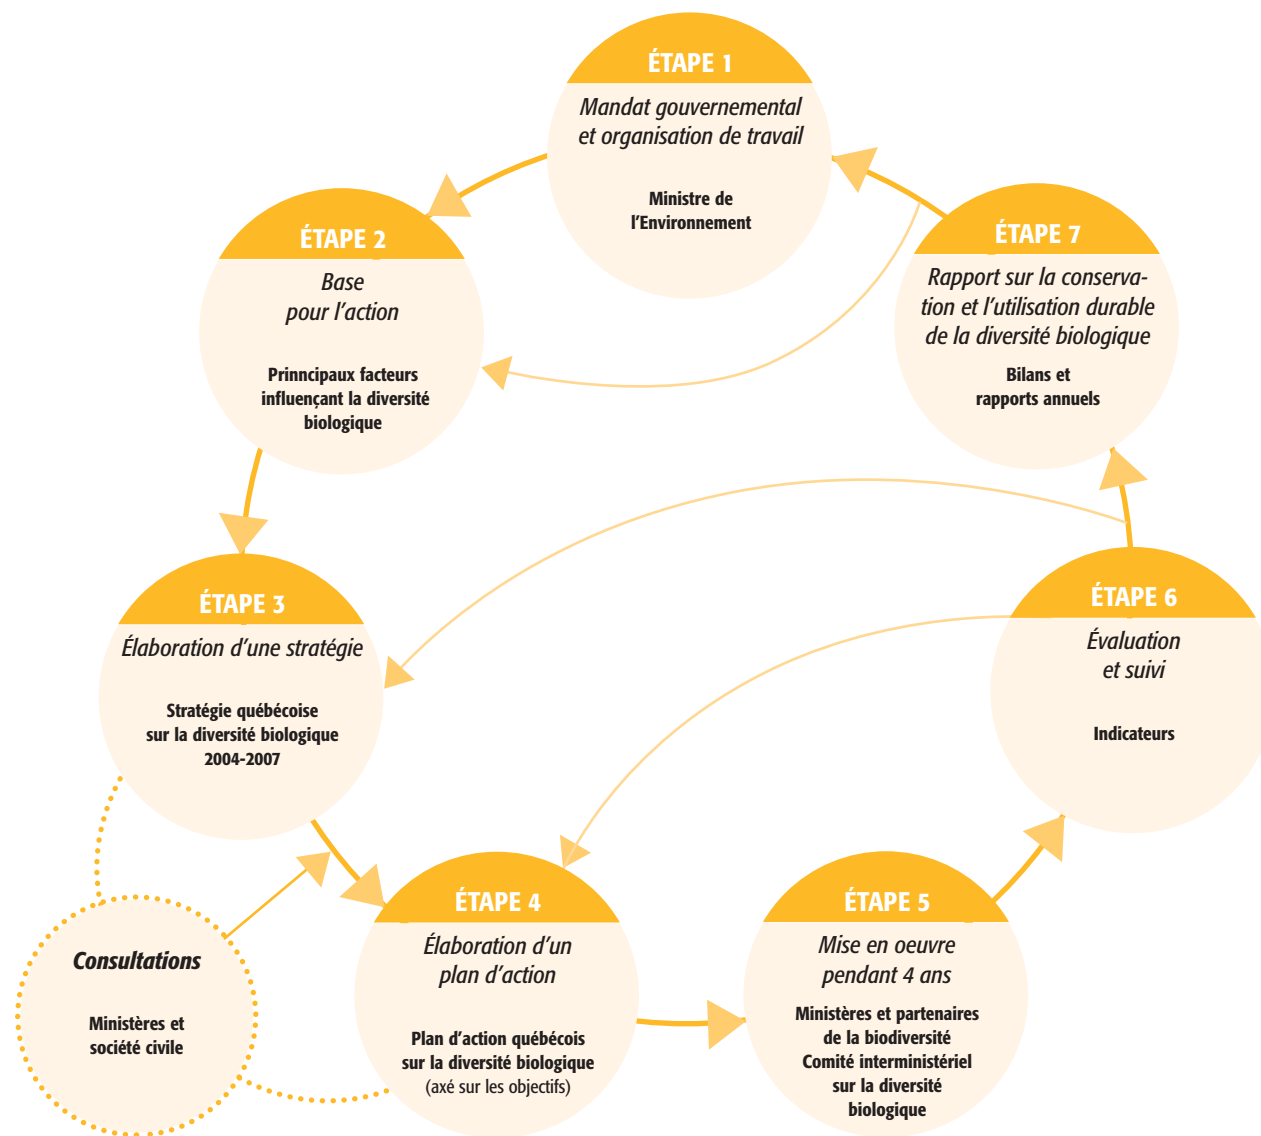 ÉTAPE 1
Mandat gouvernemental
et organisation de travail
Ministre de
l'Environnement
ÉTAPE 2
Base
pour l'action
Prinncipaux facteurs
influençant la diversité
biologique
ÉTAPE 3
Élaboration d'une stratégie
Stratégie québécoise
sur la diversité biologique
2004-2007
Consultations
Ministères et
société civile
ÉTAPE 4
Élaboration d'un
plan d'action
Plan d'action québécois
sur la diversité biologique
(axé sur les objectifs)
ÉTAPE 5
Mise en oeuvre
pendant 4 ans
Ministères et partenaires
de la biodiversité
Comité interministériel
sur la diversité
biologique
ÉTAPE 6
Évaluation
et suivi
Indicateurs
ÉTAPE 7
Rapport sur la conserva-
tion et l'utilisation durable
de la diversité biologique
Bilans et
rapports annuels